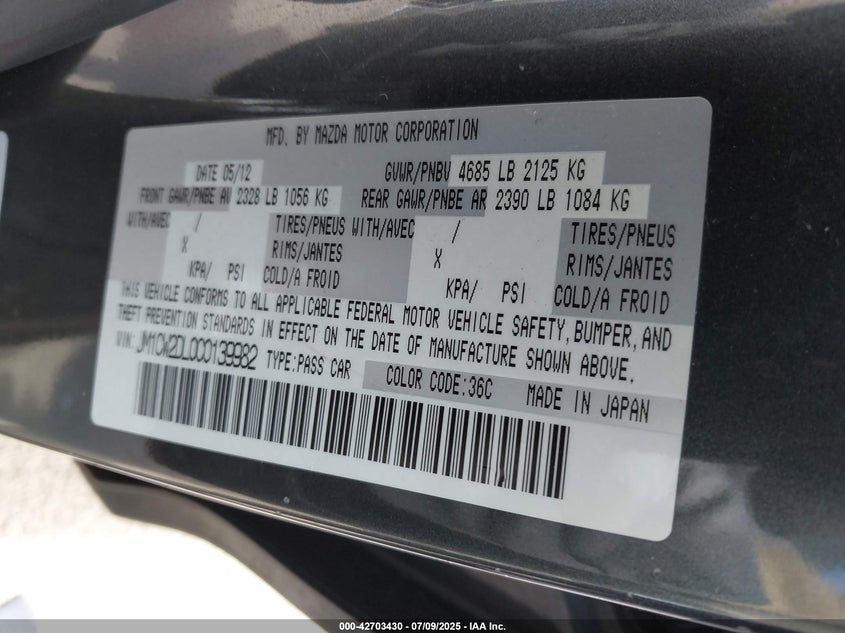 MFD. BY MAZDA MOTOR CORPORATION
DATE 05/12 GVWR/PNBV 4685 LB 2125 KG
FRONT GAWR/PNBE AV 2328 LB 1056 KG REAR GAWR/PNBE AR 2390 LB 1084 KG
WITH/AVEC / TIRES/PNEUS WITH/AVEC / TIRES/PNEUS
X RIMS/JANTES X RIMS/JANTES
KPA/ PSI COLD/A FROID KPA/ PSI COLD/A FROID
THIS VEHICLE CONFORMS TO ALL APPLICABLE FEDERAL MOTOR VEHICLE SAFETY, BUMPER, AND
THEFT PREVENTION STANDARDS IN EFFECT ON THE DATE OF MANUFACTURE SHOWN ABOVE.
VIN: JM1CW2DL0C0139982 TYPE:PASS CAR COLOR CODE:36C MADE IN JAPAN
000-42703430 - 07/09/2025 - IAA Inc.